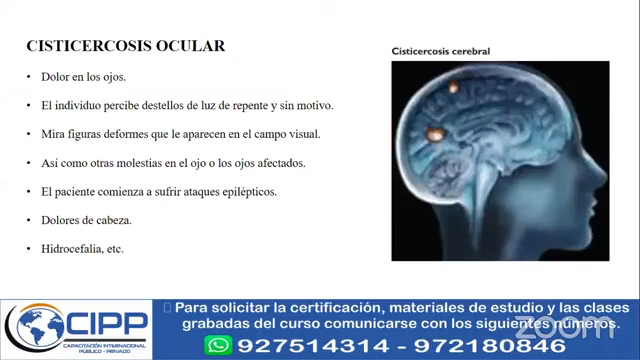 CISTICERCOSIS OCULAR
• Dolor en los ojos.
• El individuo percibe destellos de luz de repente y sin motivo.
• Mira figuras deformes que le aparecen en el campo visual.
• Así como otras molestias en el ojo o los ojos afectados.
• El paciente comienza a sufrir ataques epilépticos.
• Dolores de cabeza.
• Hidrocefalia, etc.
Cisticercosis cerebral
CIPP
CAPACITACIÓN INTERNACIONAL
PÚBLICO - PRIVADO
Para solicitar la certificación, materiales de estudio y las clases
grabadas del curso comunicarse con los siguientes números.
927514314 - 972180846
zoom